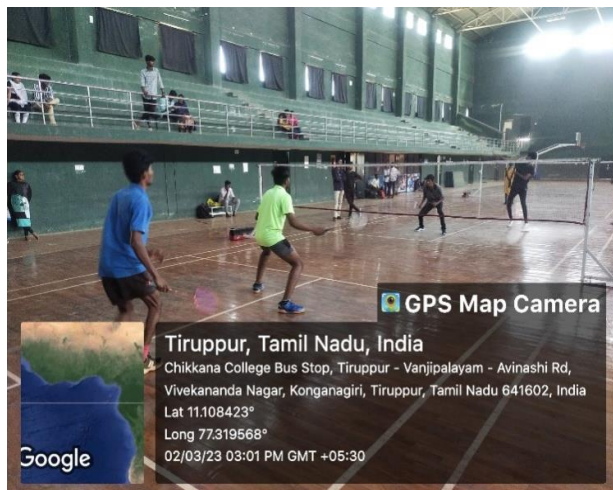 GPS Map Camera
Tiruppur, Tamil Nadu, India
Chikkana College Bus Stop, Tiruppur - Vanjipalayam - Avinashi Rd,
Vivekananda Nagar, Konganagiri, Tiruppur, Tamil Nadu 641602, India
Lat 11.108423°
Long 77.319568°
02/03/23 03:01 PM GMT +05:30
Google